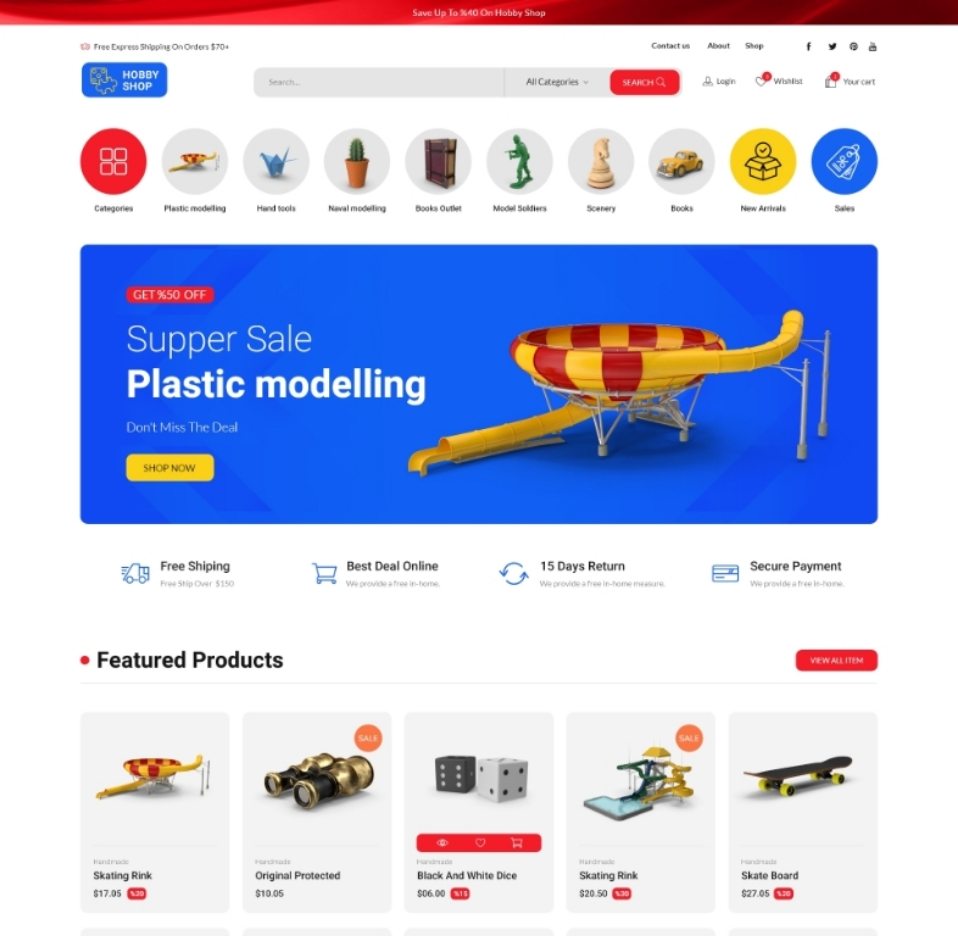 Save Up To %40 On Hobby Shop
Free Express Shipping On Orders $70+
Contact us About Shop
HOBBY
SHOP
Search...
All Categories
SEARCH
Login
Wishlist
Your cart
Categories
Plastic modelling
Hand tools
Naval modelling
Books Outlet
Model Soldiers
Scenery
Books
New Arrivals
Sales
GET %50 OFF
Supper Sale
Plastic modelling
Don't Miss The Deal
SHOP NOW
Free Shiping
Free Ship Over $150
Best Deal Online
We provide a free in-home.
15 Days Return
We provide a free in-home measure.
Secure Payment
We provide a free in-home.
Featured Products
VIEW ALL ITEM
Handmade
Skating Rink
$17.05 %20
SALE
Handmade
Original Protected
$10.05
Handmade
Black And White Dice
$06.00 %15
SALE
Handmade
Skating Rink
$20.50 %20
Handmade
Skate Board
$27.05 %20